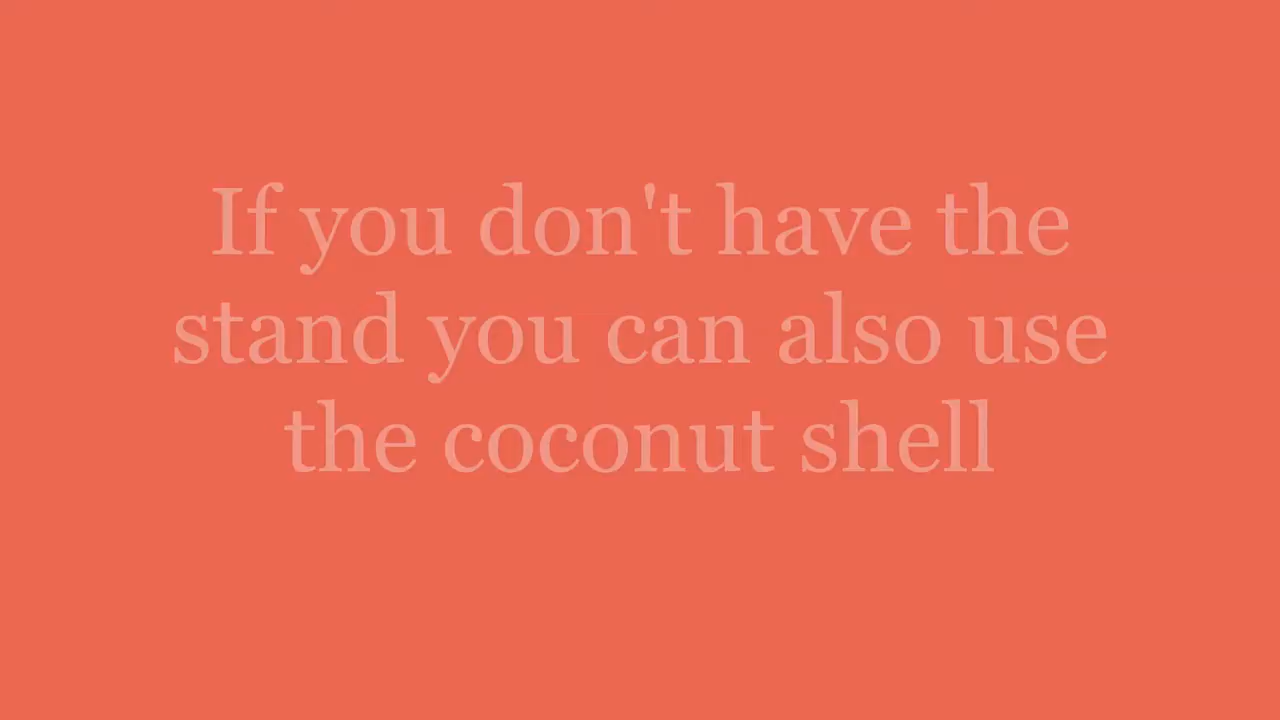 If you don't have the
stand you can also use
the coconut shell